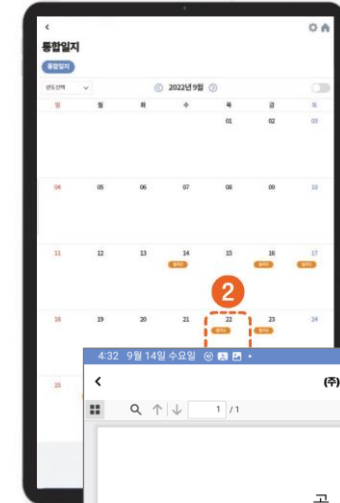 통합일지
통합일지
년도선택
2022년 9월
일 월 화 수 목 금 토
01 02 03
04 05 06 07 08 09 10
11 12 13 14 15 16 17
2
18 19 20 21 22 23 24
25
4:32 9월 14일 수요일
(주)
1 / 1
공